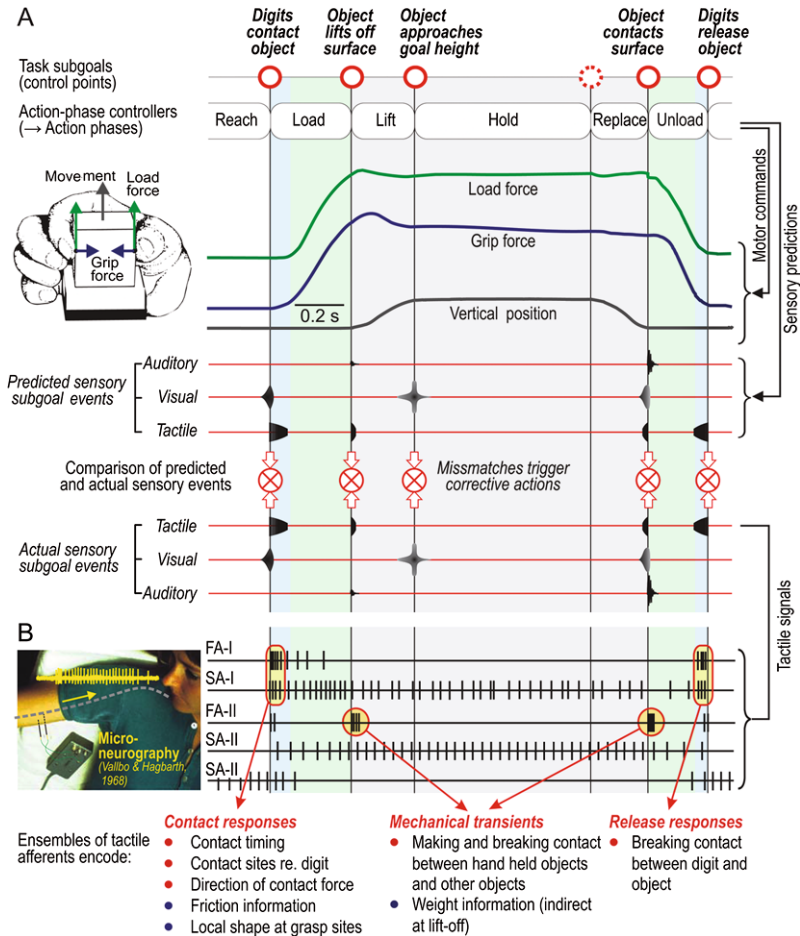 A
Digits
contact
object
Object
lifts off
surface
Object
approaches
goal height
Object
contacts
surface
Digits
release
object
Task subgoals
(control points)
Action-phase controllers
(→ Action phases)
Reach
Load
Lift
Hold
Replace
Unload
Movement
Load
force
Grip
force
Load force
Grip force
0.2 s
Vertical position
Motor commands
Sensory predictions
Predicted sensory
subgoal events
Auditory
Visual
Tactile
Comparison of predicted
and actual sensory events
Mismatches trigger
corrective actions
Actual sensory
subgoal events
Tactile
Visual
Auditory
Tactile signals
B
Micro-
neurography
(Vallbo & Hagbarth,
1968)
FA-I
SA-I
FA-II
SA-II
SA-II
Ensembles of tactile
afferents encode:
Contact responses
● Contact timing
● Contact sites re. digit
● Direction of contact force
● Friction information
● Local shape at grasp sites
Mechanical transients
● Making and breaking contact
between hand held objects
and other objects
● Weight information (indirect
at lift-off)
Release responses
● Breaking contact
between digit and
object